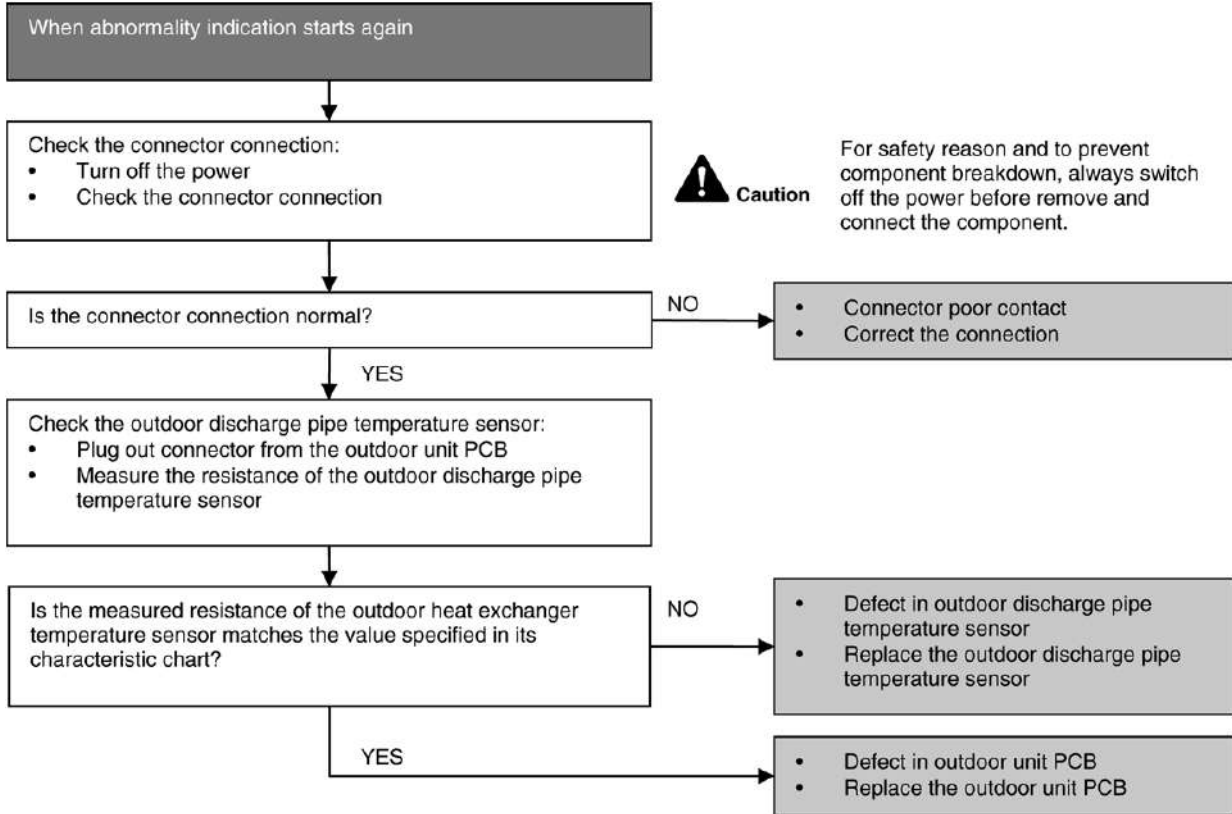 When abnormality indication starts again
Check the connector connection:
• Turn off the power
• Check the connector connection
Caution
For safety reason and to prevent
component breakdown, always switch
off the power before remove and
connect the component.
Is the connector connection normal?
NO
• Connector poor contact
• Correct the connection
YES
Check the outdoor discharge pipe temperature sensor:
• Plug out connector from the outdoor unit PCB
• Measure the resistance of the outdoor discharge pipe
temperature sensor
Is the measured resistance of the outdoor heat exchanger
temperature sensor matches the value specified in its
characteristic chart?
NO
• Defect in outdoor discharge pipe
temperature sensor
• Replace the outdoor discharge pipe
temperature sensor
YES
• Defect in outdoor unit PCB
• Replace the outdoor unit PCB